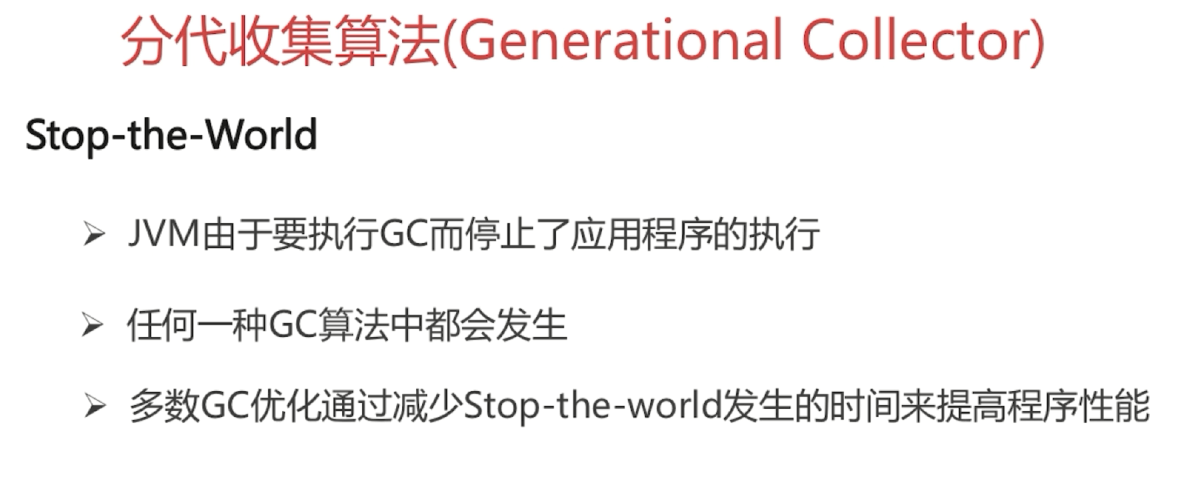 分代收集算法(Generational Collector)
Stop-the-World
➢ JVM由于要执行GC而停止了应用程序的执行
➢ 任何一种GC算法中都会发生
➢ 多数GC优化通过减少Stop-the-world发生的时间来提高程序性能